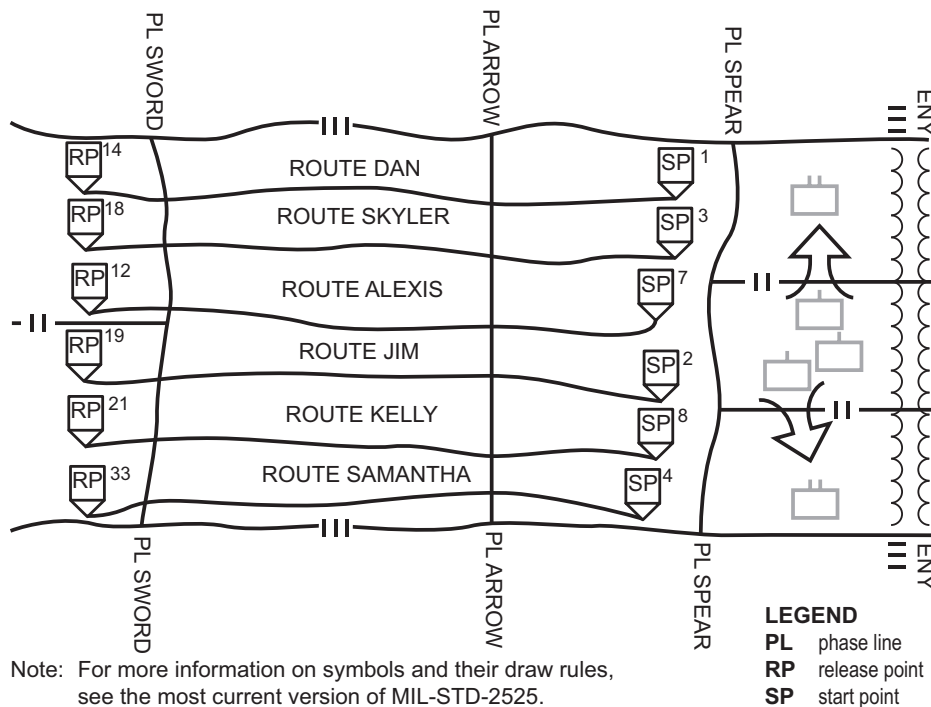 PL SWORD
PL ARROW
PL SPEAR
ENY
RP 14
ROUTE DAN
SP 1
RP 18
ROUTE SKYLER
SP 3
RP 12
ROUTE ALEXIS
SP 7
RP 19
ROUTE JIM
SP 2
RP 21
ROUTE KELLY
SP 8
RP 33
ROUTE SAMANTHA
SP 4
PL SWORD
PL ARROW
PL SPEAR
ENY
LEGEND
PL phase line
RP release point
SP start point
Note: For more information on symbols and their draw rules,
see the most current version of MIL-STD-2525.